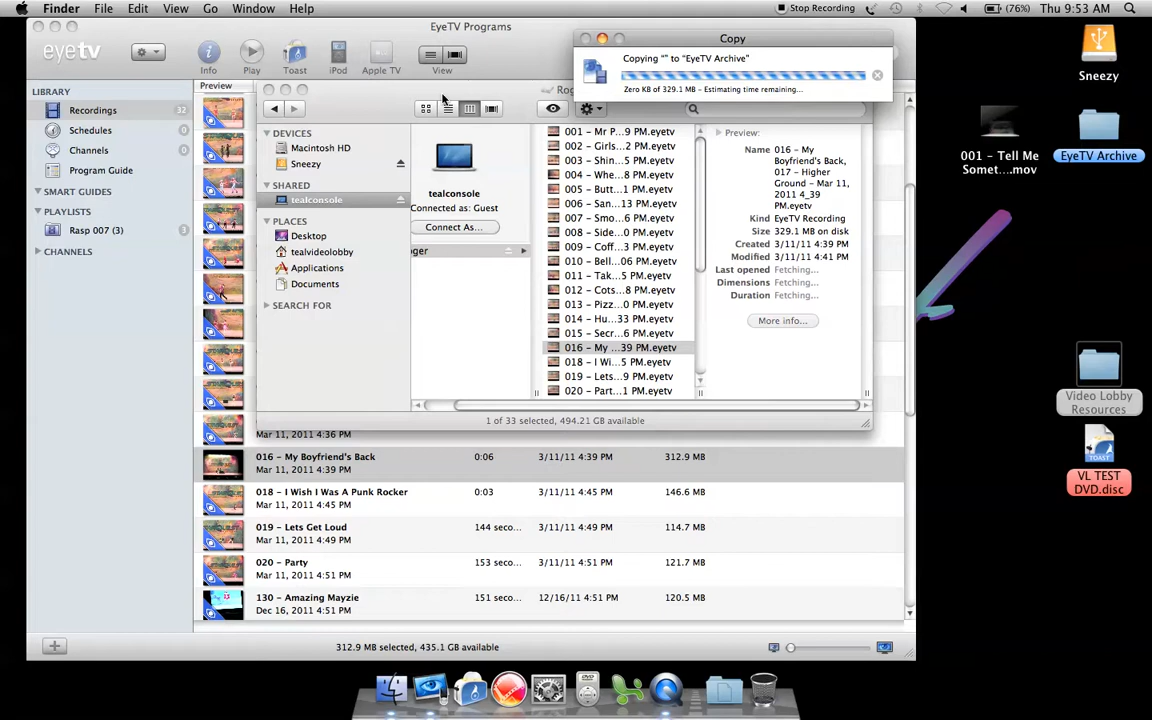 Finder File Edit View Go Window Help
Stop Recording
(76%) Thu 9:53 AM
EyeTV Programs
eyetv
Info
Play
Toast
iPod
Apple TV
View
Copy
Copying “” to “EyeTV Archive”
Zero KB of 329.1 MB - Estimating time remaining...
LIBRARY
Recordings 32
Schedules 0
Channels 0
Program Guide
SMART GUIDES
PLAYLISTS
Rasp 007 (3) 3
CHANNELS
Preview
DEVICES
Macintosh HD
Sneezy
SHARED
tealconsole
PLACES
Desktop
tealvideolobby
Applications
Documents
SEARCH FOR
tealconsole
Connected as: Guest
Connect As...
oger
001 - Mr P...9 PM.eyetv
002 - Girls...2 PM.eyetv
003 - Shin...5 PM.eyetv
004 - Whe...8 PM.eyetv
005 - Butt...1 PM.eyetv
006 - San...13 PM.eyetv
007 - Smo...6 PM.eyetv
008 - Side...0 PM.eyetv
009 - Coff...3 PM.eyetv
010 - Bell...06 PM.eyetv
011 - Tak...5 PM.eyetv
012 - Cots...8 PM.eyetv
013 - Pizz...0 PM.eyetv
014 - Hu...33 PM.eyetv
015 - Secr...6 PM.eyetv
016 - My ...39 PM.eyetv
018 - I Wi...5 PM.eyetv
019 - Lets...9 PM.eyetv
020 - Part...1 PM.eyetv
Preview:
Name 016 - My
Boyfriend's Back,
017 - Higher
Ground - Mar 11,
2011 4_39
PM.eyetv
Kind EyeTV Recording
Size 329.1 MB on disk
Created 3/11/11 4:39 PM
Modified 3/11/11 4:41 PM
Last opened Fetching...
Dimensions Fetching...
Duration Fetching...
More info...
1 of 33 selected, 494.21 GB available
Mar 11, 2011 4:36 PM
016 - My Boyfriend's Back 0:06 3/11/11 4:39 PM 312.9 MB
Mar 11, 2011 4:39 PM
018 - I Wish I Was A Punk Rocker 0:03 3/11/11 4:45 PM 146.6 MB
Mar 11, 2011 4:45 PM
019 - Lets Get Loud 144 seco... 3/11/11 4:49 PM 114.7 MB
Mar 11, 2011 4:49 PM
020 - Party 153 seco... 3/11/11 4:51 PM 121.7 MB
Mar 11, 2011 4:51 PM
130 - Amazing Mayzie 151 seco... 12/16/11 4:51 PM 120.5 MB
Dec 16, 2011 4:51 PM
312.9 MB selected, 435.1 GB available
Sneezy
001 - Tell Me
Somet....mov
EyeTV Archive
Video Lobby
Resources
TOAST
VL TEST
DVD.disc